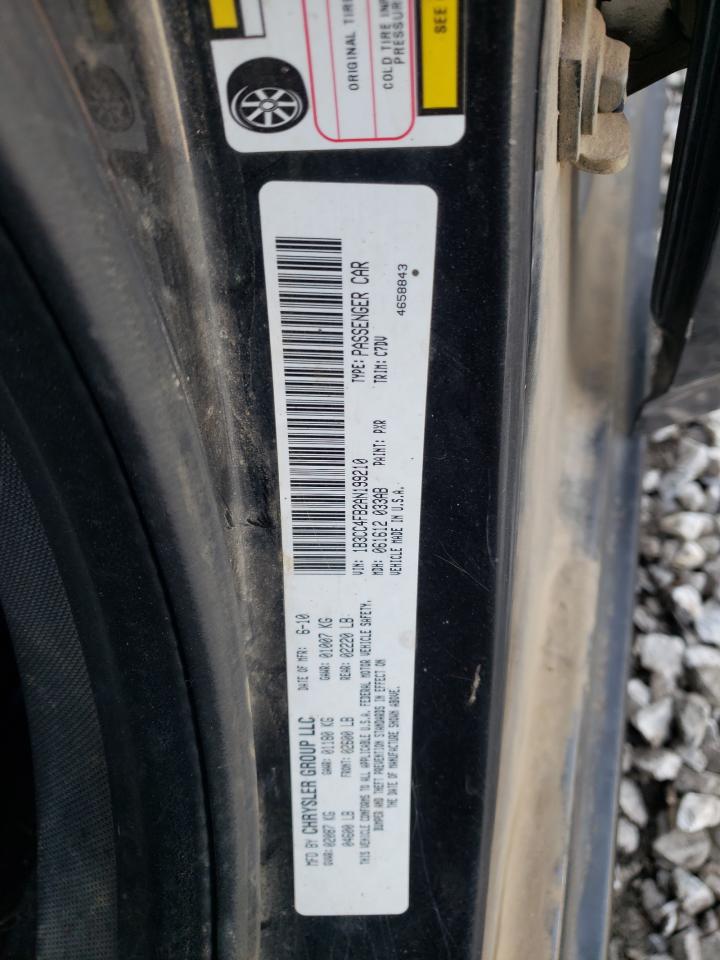 ORIGINAL TIRE
COLD TIRE
PRESSURE
SEE
MFD BY CHRYSLER GROUP LLC
DATE OF MFR: 6-10
GVWR: 02087 KG
GAWR: 01180 KG
GAWR: 01007 KG
04600 LB
FRONT: 02600 LB
REAR: 02220 LB
THIS VEHICLE CONFORMS TO ALL APPLICABLE U.S.A. FEDERAL MOTOR VEHICLE SAFETY,
BUMPER AND THEFT PREVENTION STANDARDS IN EFFECT ON
THE DATE OF MANUFACTURE SHOWN ABOVE.
VIN: 1B3CC4FB2AN199210
TYPE: PASSENGER CAR
MDH: 061612 033AB
PAINT: PXR
TRIM: C7DV
VEHICLE MADE IN U.S.A.
4658843